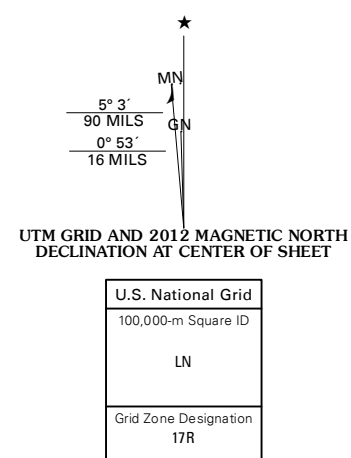 MN
5° 3´
90 MILS
GN
0° 53´
16 MILS
UTM GRID AND 2012 MAGNETIC NORTH
DECLINATION AT CENTER OF SHEET
U.S. National Grid
100,000-m Square ID
LN
Grid Zone Designation
17R